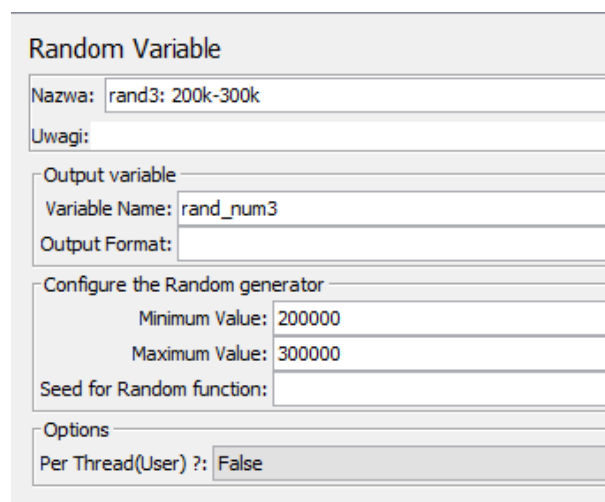 Random Variable
Nazwa: rand3: 200k-300k
Uwagi:
Output variable
Variable Name: rand_num3
Output Format:
Configure the Random generator
Minimum Value: 200000
Maximum Value: 300000
Seed for Random function:
Options
Per Thread(User) ?: False